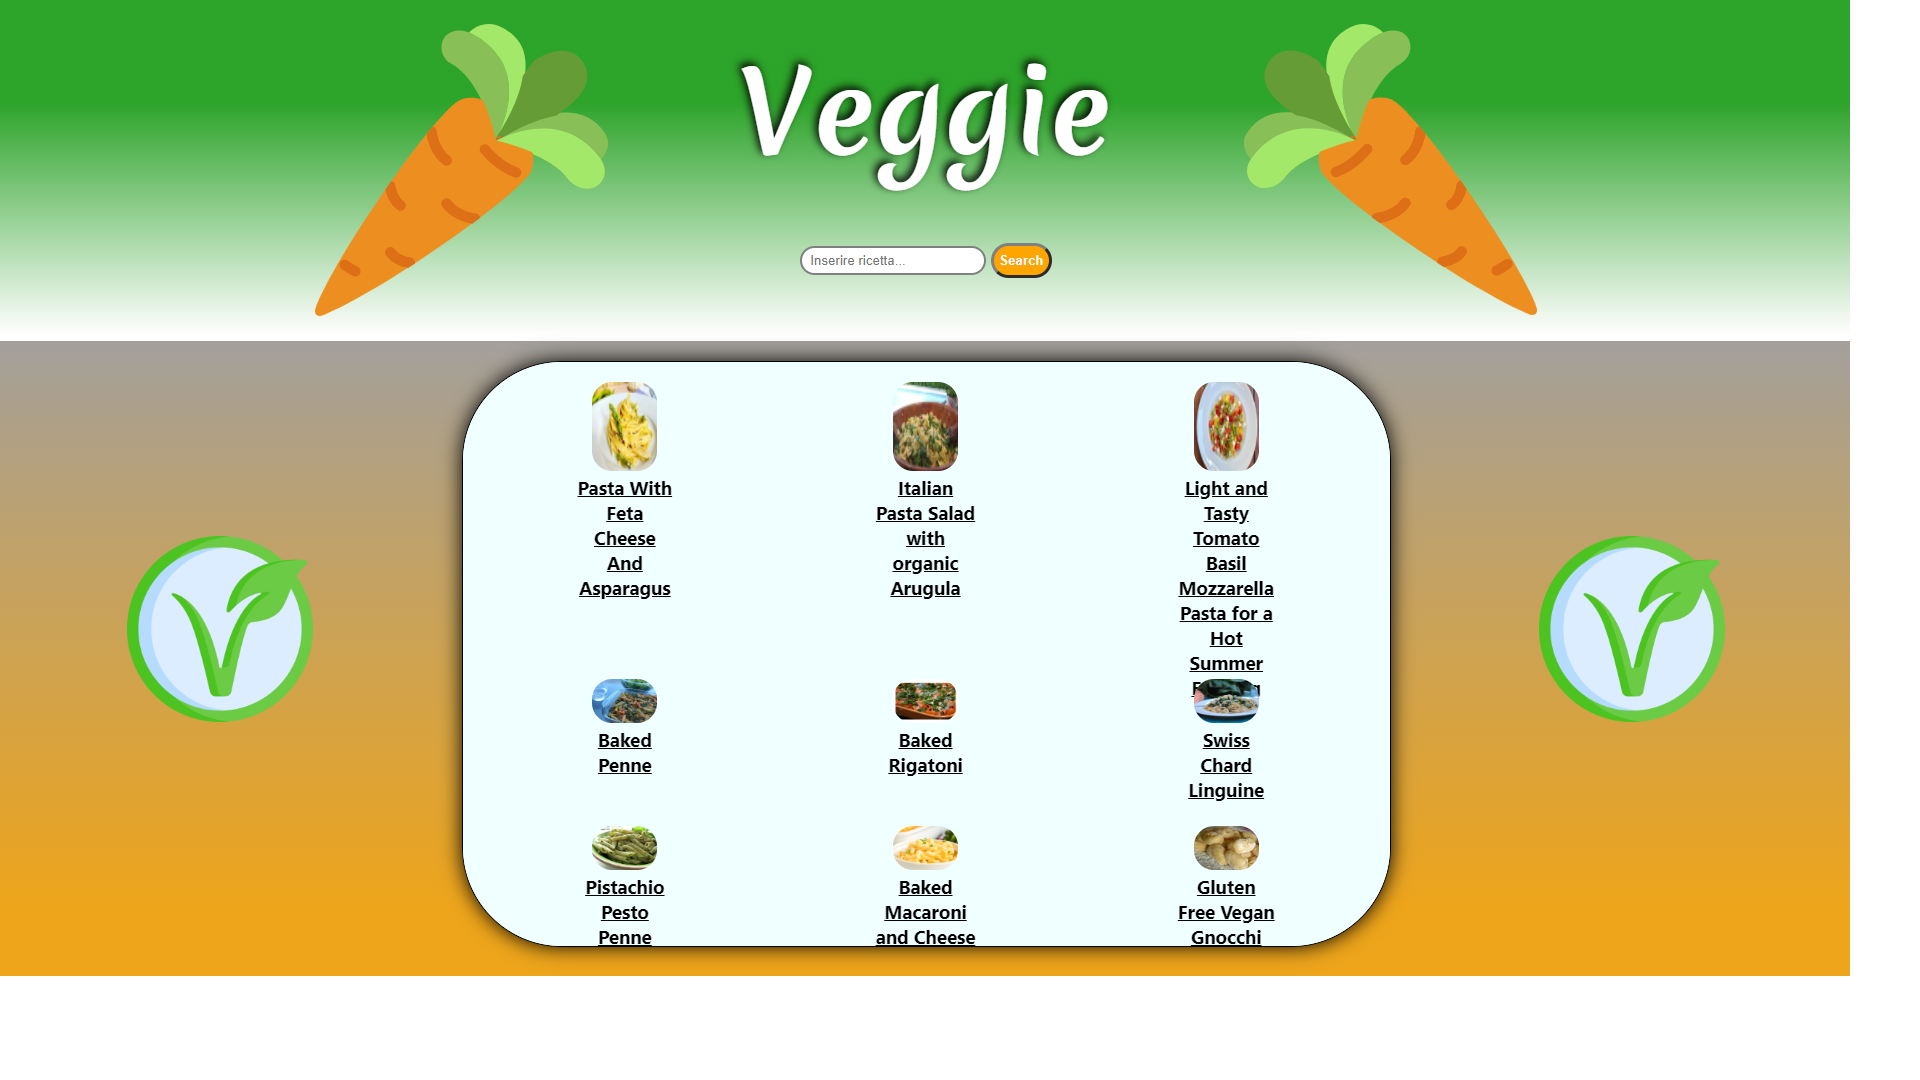 Veggie
Inserire ricetta...
Search
Pasta With
Feta
Cheese
And
Asparagus
Italian
Pasta Salad
with
organic
Arugula
Light and
Tasty
Tomato
Basil
Mozzarella
Pasta for a
Hot
Summer
Baked
Penne
Baked
Rigatoni
Swiss
Chard
Linguine
Pistachio
Pesto
Penne
Baked
Macaroni
and Cheese
Gluten
Free Vegan
Gnocchi